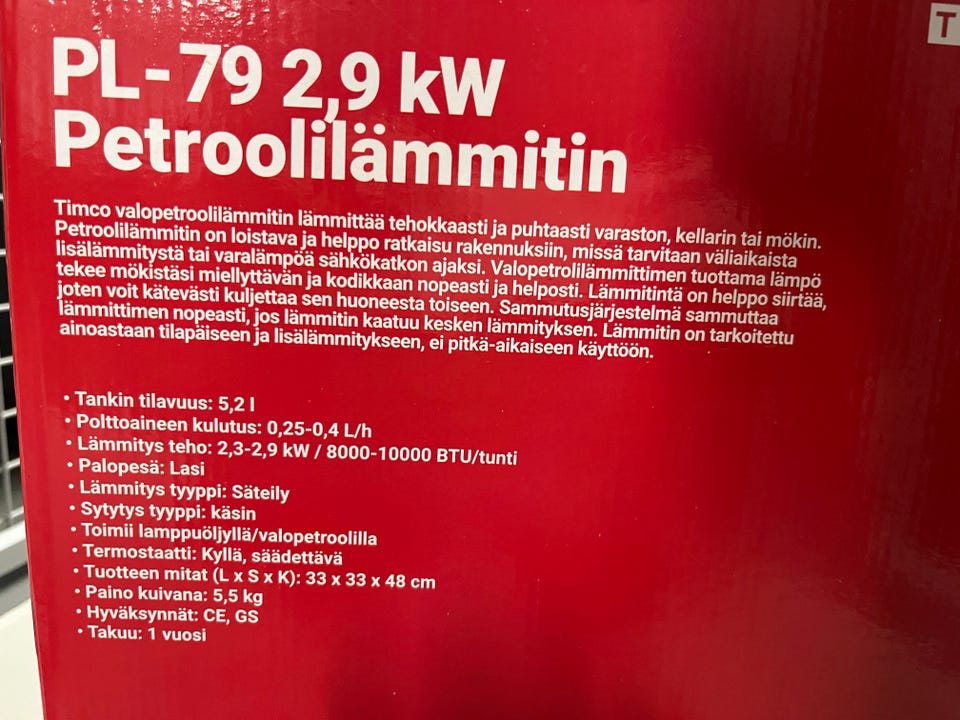 T
PL-79 2,9 kW
Petroolilämmitin
Timco valopetroolilämmitin lämmittää tehokkaasti ja puhtaasti varaston, kellarin tai mökin.
Petroolilämmitin on loistava ja helppo ratkaisu rakennuksiin, missä tarvitaan väliaikaista
lisälämmitystä tai varalämpöä sähkökatkon ajaksi. Valopetrolilämmittimen tuottama lämpö
tekee mökistäsi miellyttävän ja kodikkaan nopeasti ja helposti. Lämmitintä on helppo siirtää,
joten voit kätevästi kuljettaa sen huoneesta toiseen. Sammutusjärjestelmä sammuttaa
lämmittimen nopeasti, jos lämmitin kaatuu kesken lämmityksen. Lämmitin on tarkoitettu
ainoastaan tilapäiseen ja lisälämmitykseen, ei pitkä-aikaiseen käyttöön.
• Tankin tilavuus: 5,2 l
• Polttoaineen kulutus: 0,25-0,4 L/h
• Lämmitys teho: 2,3-2,9 kW / 8000-10000 BTU/tunti
• Palopesä: Lasi
• Lämmitys tyyppi: Säteily
• Sytytys tyyppi: käsin
• Toimii lamppuöljyllä/valopetroolilla
• Termostaatti: Kyllä, säädettävä
• Tuotteen mitat (L x S x K): 33 x 33 x 48 cm
• Paino kuivana: 5,5 kg
• Hyväksynnät: CE, GS
• Takuu: 1 vuosi